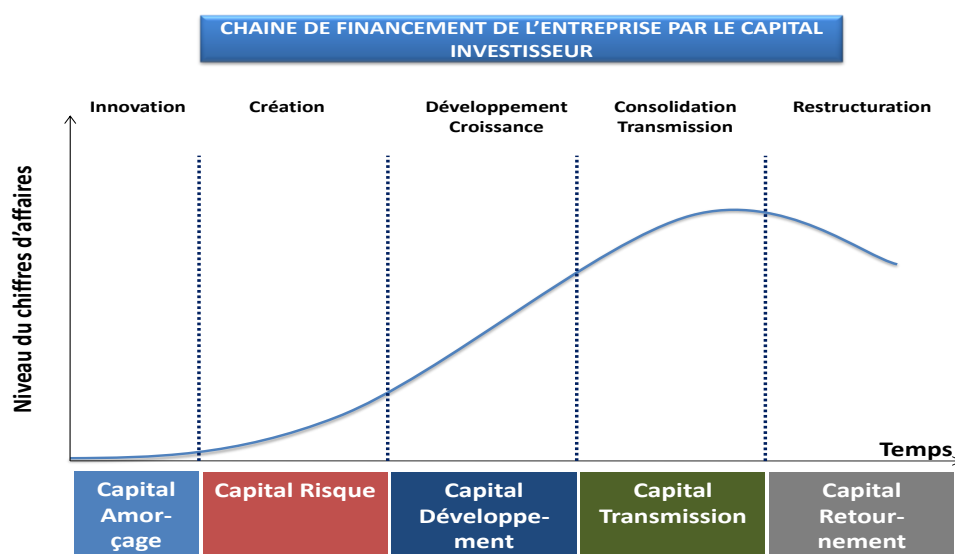 CHAINE DE FINANCEMENT DE L'ENTREPRISE PAR LE CAPITAL
INVESTISSEUR
Innovation
Création
Développement
Croissance
Consolidation
Transmission
Restructuration
Niveau du chiffres d'affaires
Temps
Capital
Amor-
çage
Capital Risque
Capital
Développe-
ment
Capital
Transmission
Capital
Retour-
nement